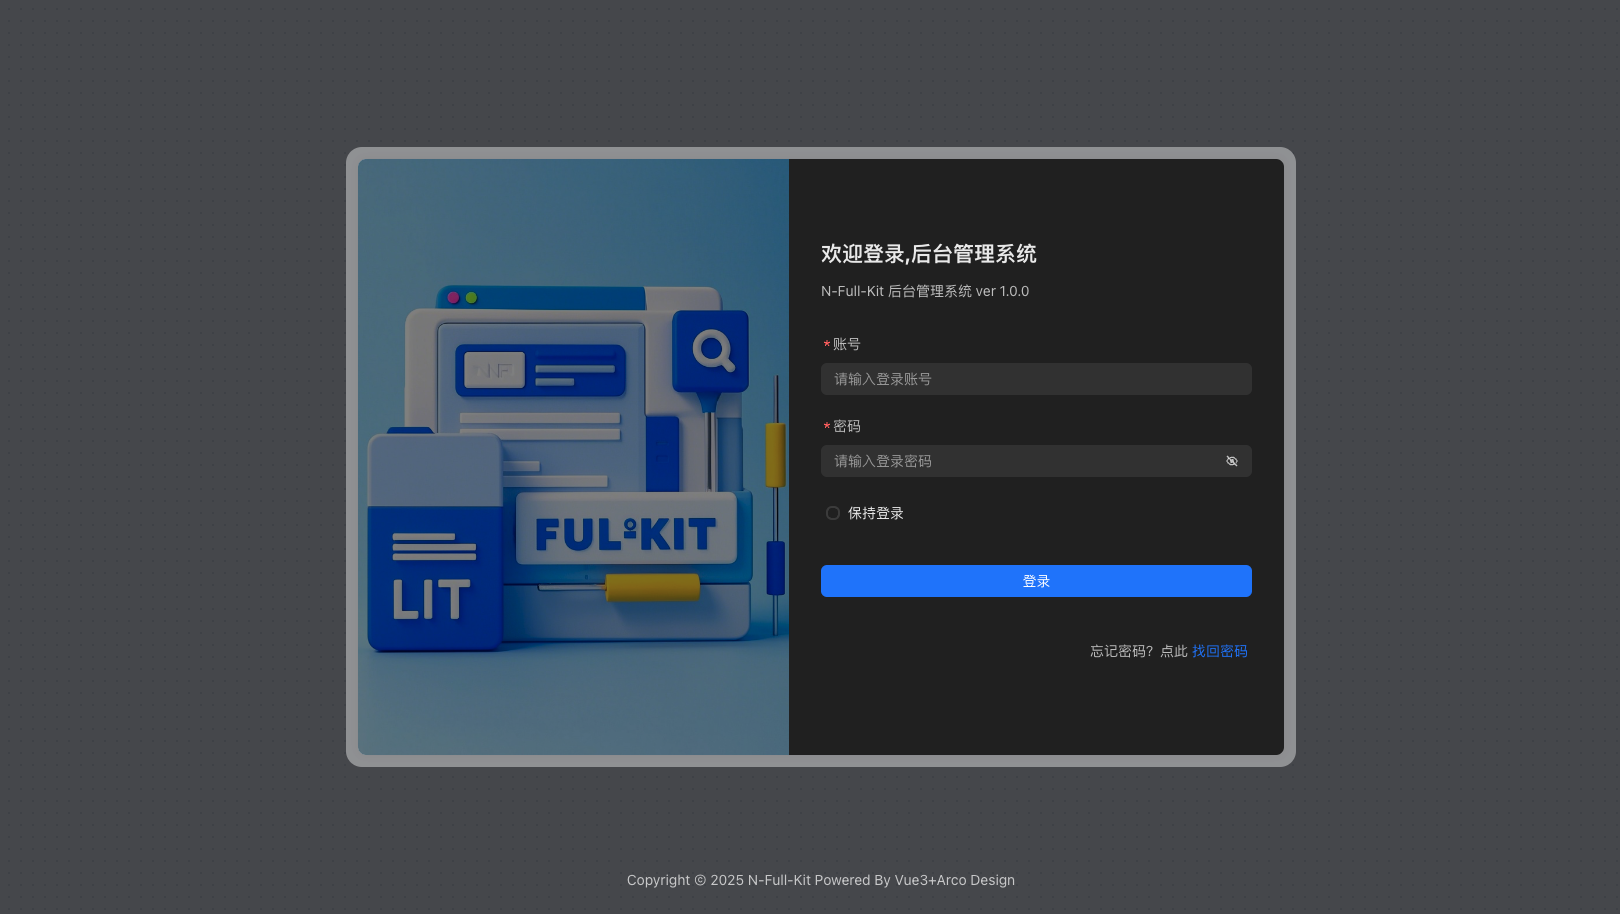 欢迎登录,后台管理系统
N-Full-Kit 后台管理系统 ver 1.0.0
* 账号
请输入登录账号
* 密码
请输入登录密码
保持登录
登录
忘记密码？点此 找回密码
FUL
KIT
LIT
Copyright © 2025 N-Full-Kit Powered By Vue3+Arco Design